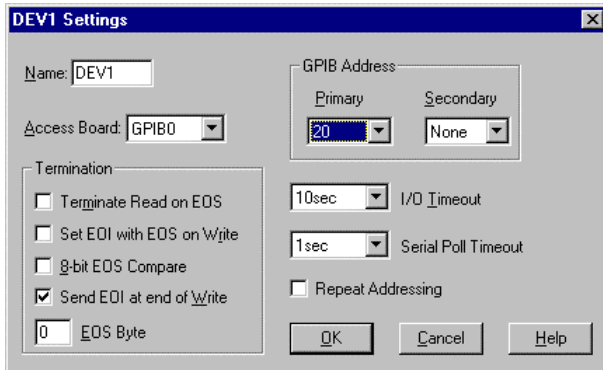 DEV1 Settings
Name: DEV1
Access Board: GPIB0
Termination
Terminate Read on EOS
Set EOI with EOS on Write
8-bit EOS Compare
Send EOI at end of Write
0 EOS Byte
GPIB Address
Primary Secondary
20 None
10sec I/O Timeout
1sec Serial Poll Timeout
Repeat Addressing
OK Cancel Help